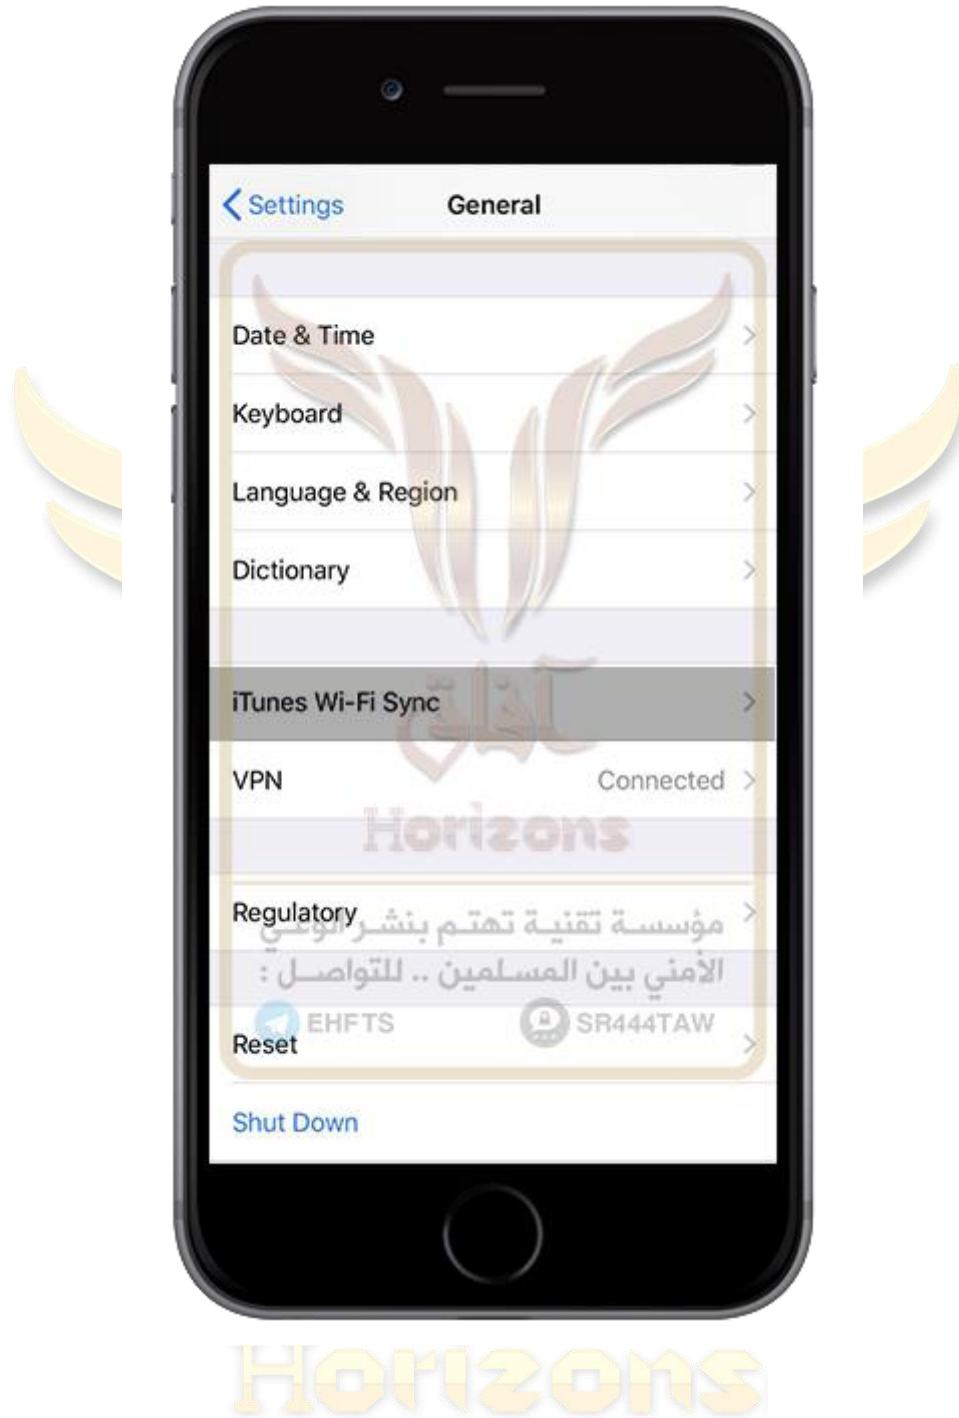 Settings
General
Date & Time
Keyboard
Language & Region
Dictionary
آفاق
iTunes Wi-Fi Sync
VPN
Connected
Horizons
Regulatory
مؤسسة تقنية تهتم بنشر الوعي
الأمني بين المسلمين .. للتواصل :
EHFTS
SR444TAW
Reset
Shut Down
Horizons